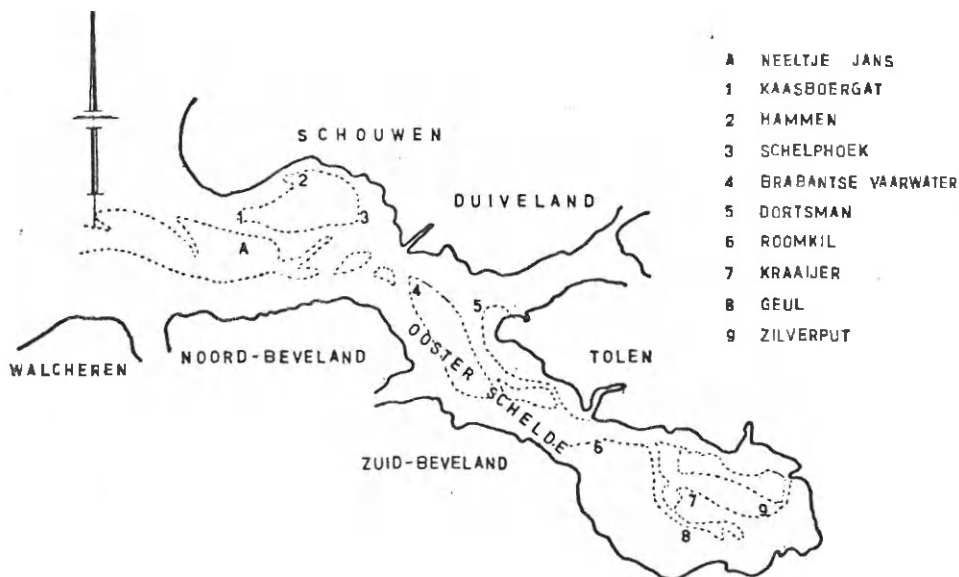 A NEELTJE JANS
1 KAASBOERGAT
2 HAMMEN
3 SCHELPHOEK
4 BRABANTSE VAARWATER
5 DORTSMAN
6 ROOMKIL
7 KRAAIJER
8 GEUL
9 ZILVERPUT
SCHOUWEN
2
DUIVELAND
1
3
A
4
5
OOSTER SCHELDE
WALCHEREN
NOORD-BEVELAND
TOLEN
6
ZUID-BEVELAND
7
9
8